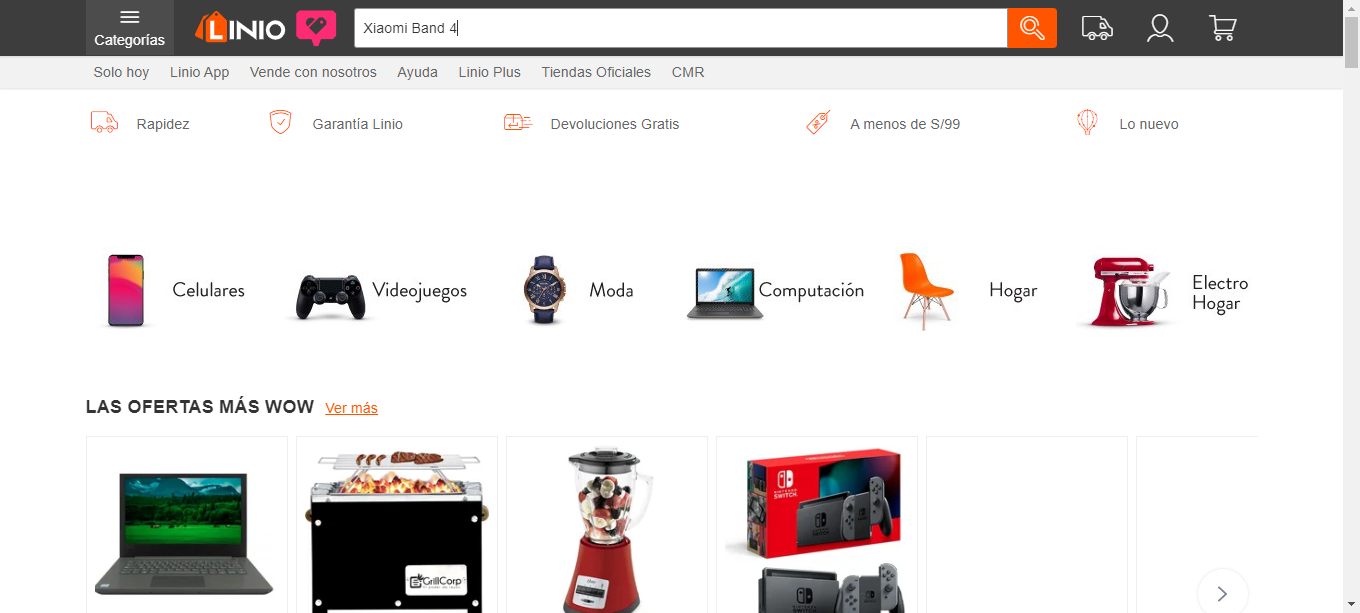 Categorías
LINIO
Xiaomi Band 4
Solo hoy Linio App Vende con nosotros Ayuda Linio Plus Tiendas Oficiales CMR
Rapidez Garantía Linio Devoluciones Gratis A menos de S/99 Lo nuevo
Celulares Videojuegos Moda Computación Hogar Electro
Hogar
LAS OFERTAS MÁS WOW Ver más
NINTENDO
SWITCH
GrillCorp